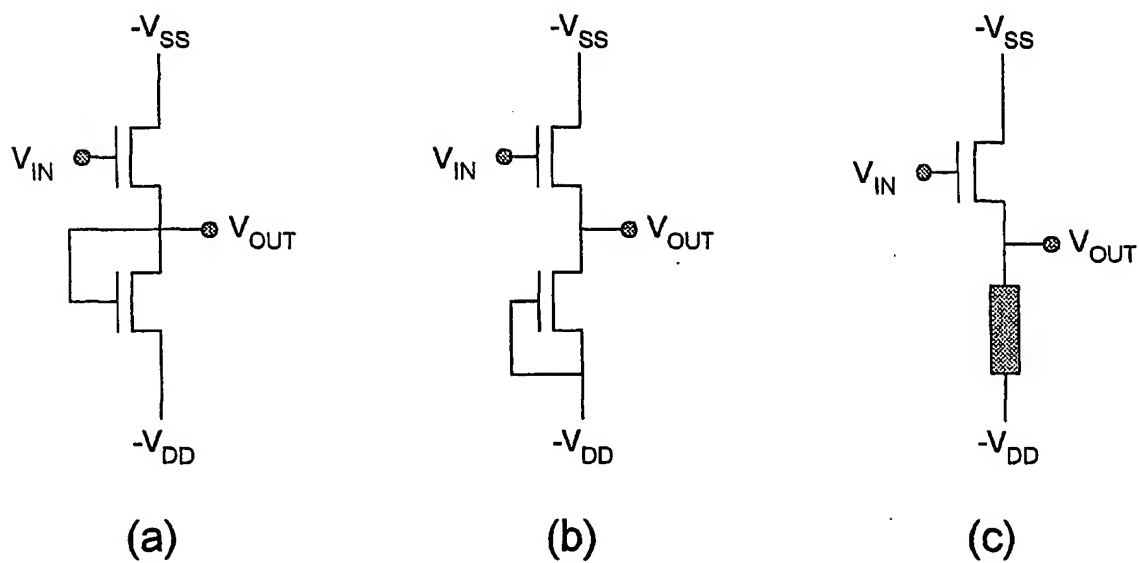 -VSS -VSS -VSS
VIN VIN VIN
VOUT VOUT VOUT
-VDD -VDD -VDD
(a) (b) (c)